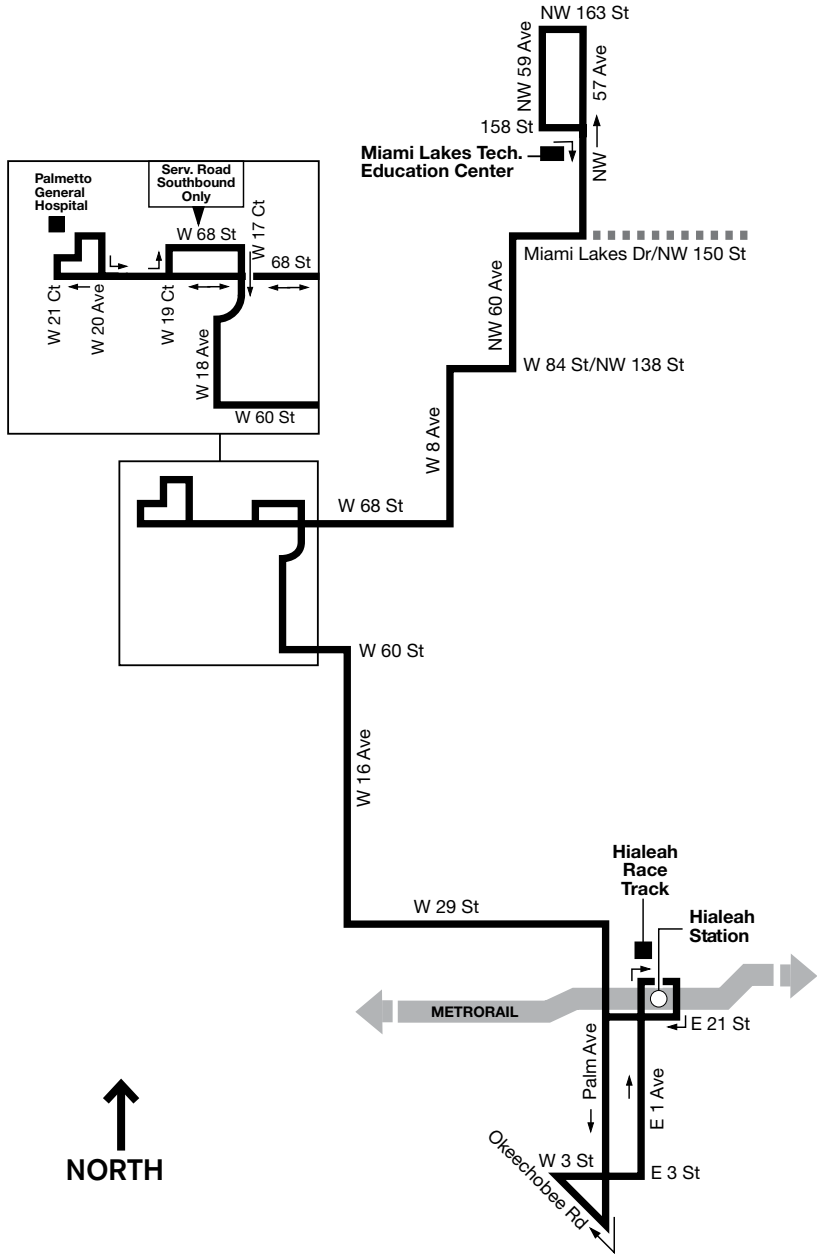 NW 163 St
NW 59 Ave
57 Ave
158 St
NW
Miami Lakes Tech.
Education Center
Miami Lakes Dr/NW 150 St
NW 60 Ave
W 84 St/NW 138 St
W 8 Ave
W 68 St
Palmetto
General
Hospital
Serv. Road
Southbound
Only
W 68 St
W 17 Ct
68 St
W 21 Ct
W 20 Ave
W 19 Ct
W 18 Ave
W 60 St
W 60 St
W 16 Ave
W 29 St
Hialeah
Race
Track
Hialeah
Station
METRORAIL
E 21 St
Palm Ave
E 1 Ave
W 3 St
E 3 St
Okeechobee Rd
NORTH